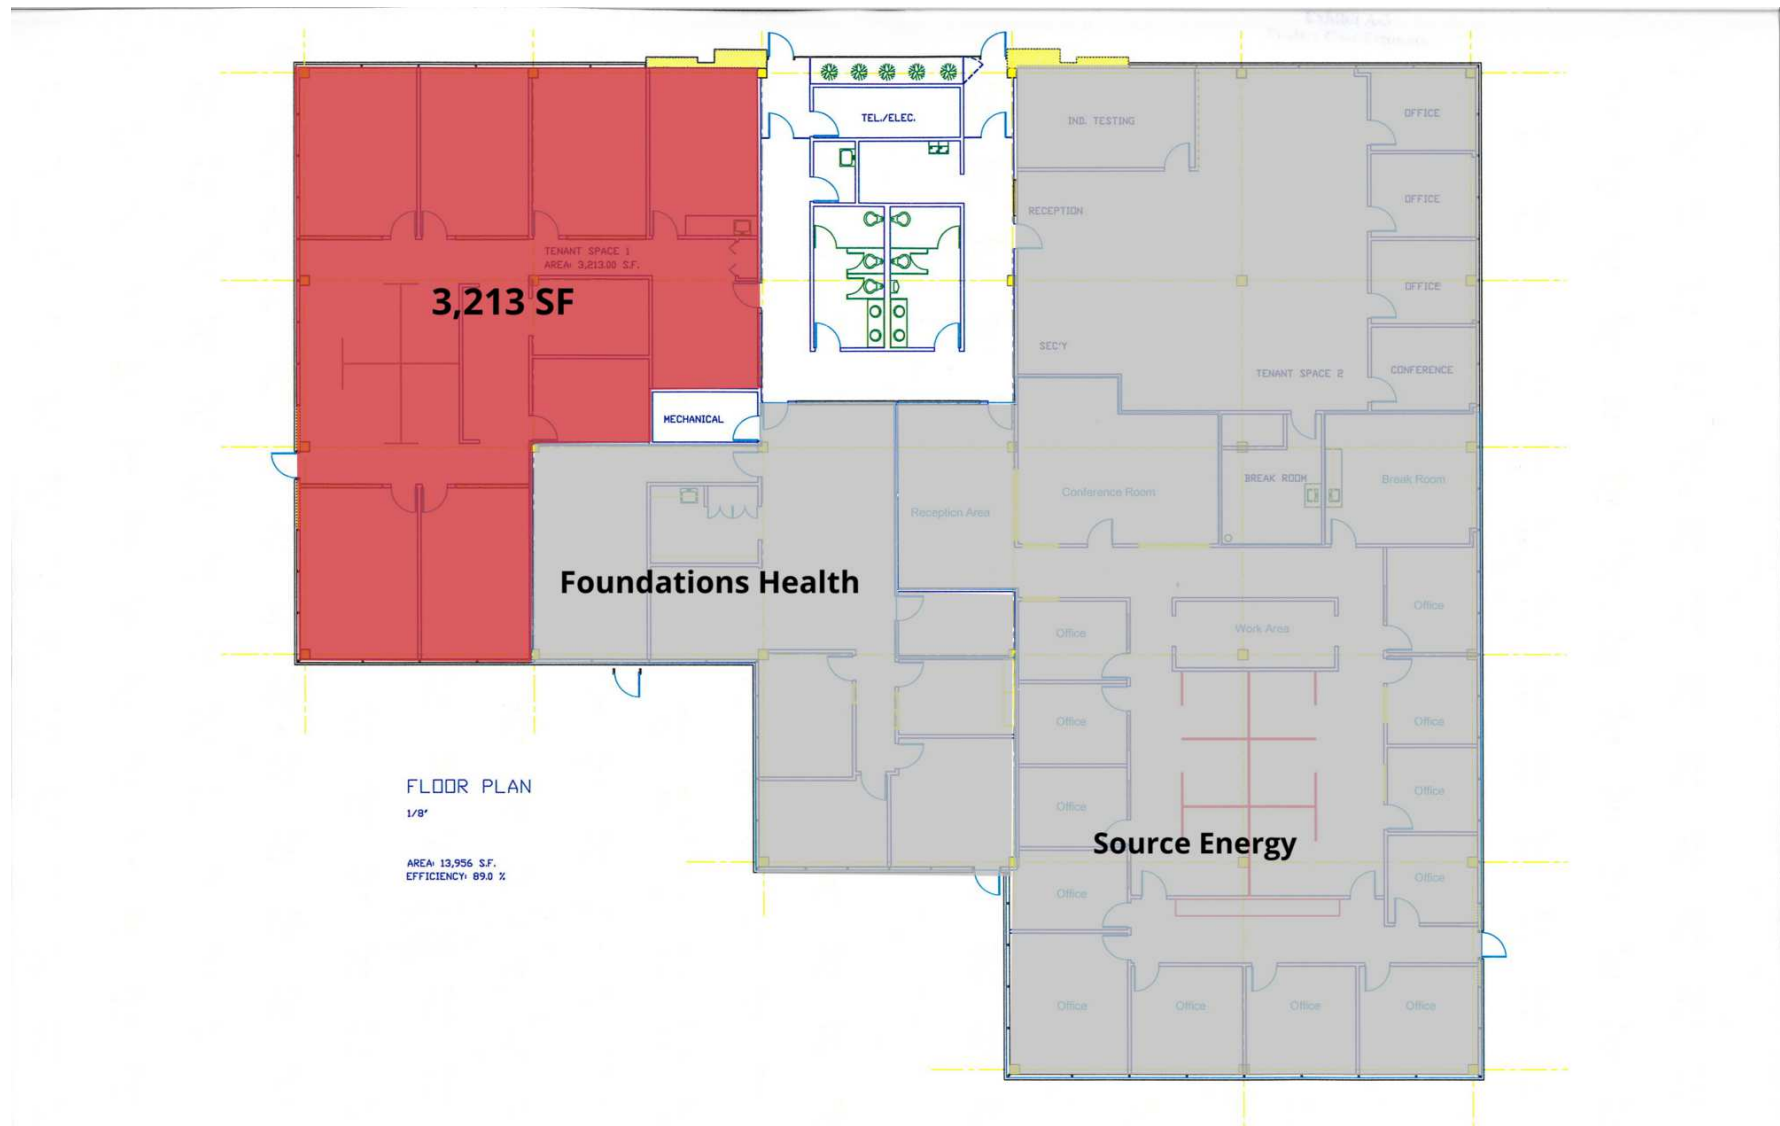 TEL./ELEC.
IND. TESTING
OFFICE
OFFICE
RECEPTION
TENANT SPACE 1
AREA: 3,213.00 S.F.
3,213 SF
OFFICE
SEC'Y
TENANT SPACE 2
CONFERENCE
MECHANICAL
BREAK ROOM
Break Room
Conference Room
Reception Area
Foundations Health
Office
Work Area
Office
Office
Office
FLOOR PLAN
1/8"
Office
Office
Source Energy
AREA: 13,956 S.F.
EFFICIENCY: 89.0 %
Office
Office
Office
Office
Office
Office